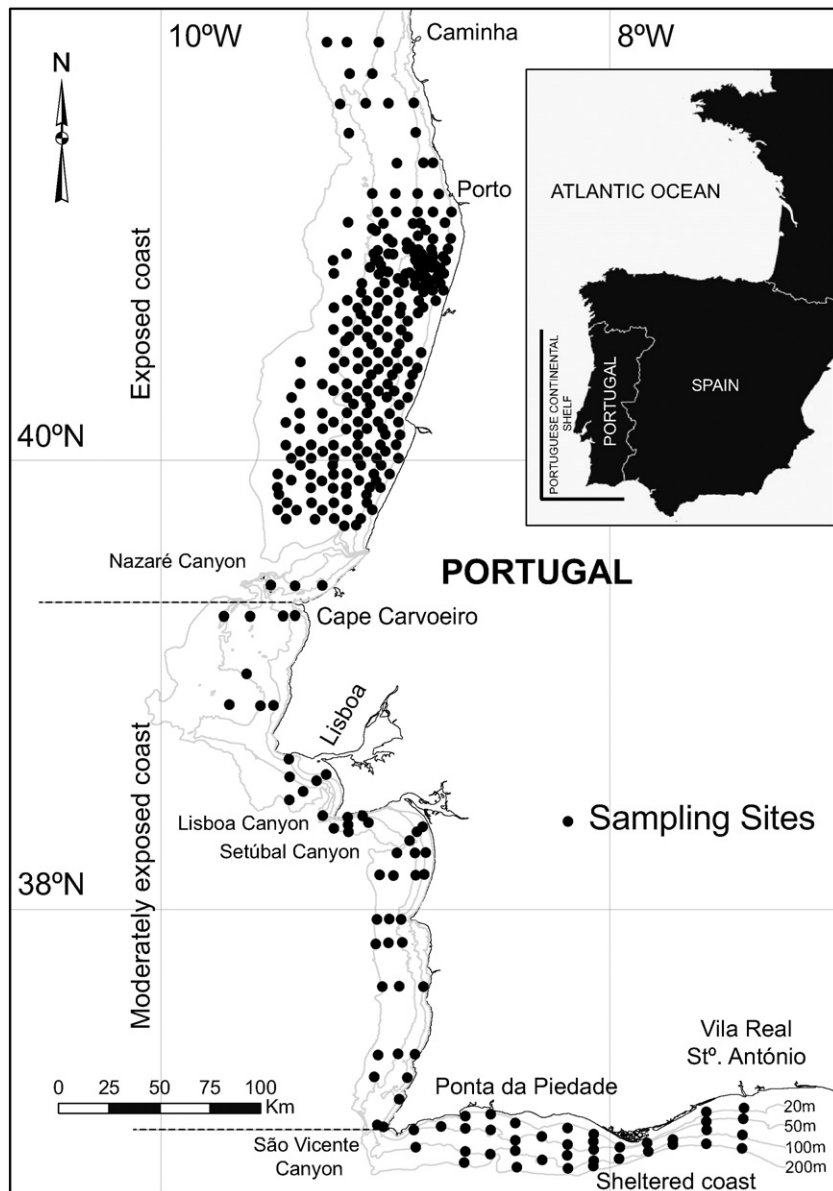 10ºW
8ºW
Caminha
N
Porto
ATLANTIC OCEAN
Exposed coast
SPAIN
PORTUGAL
PORTUGUESE CONTINENTAL
SHELF
40ºN
Nazaré Canyon
PORTUGAL
Cape Carvoeiro
Lisboa
Moderately exposed coast
Lisboa Canyon
Sampling Sites
Setúbal Canyon
38ºN
Vila Real
Stº. António
0 25 50 75 100
Km
Ponta da Piedade
20m
50m
100m
200m
São Vicente
Canyon
Sheltered coast